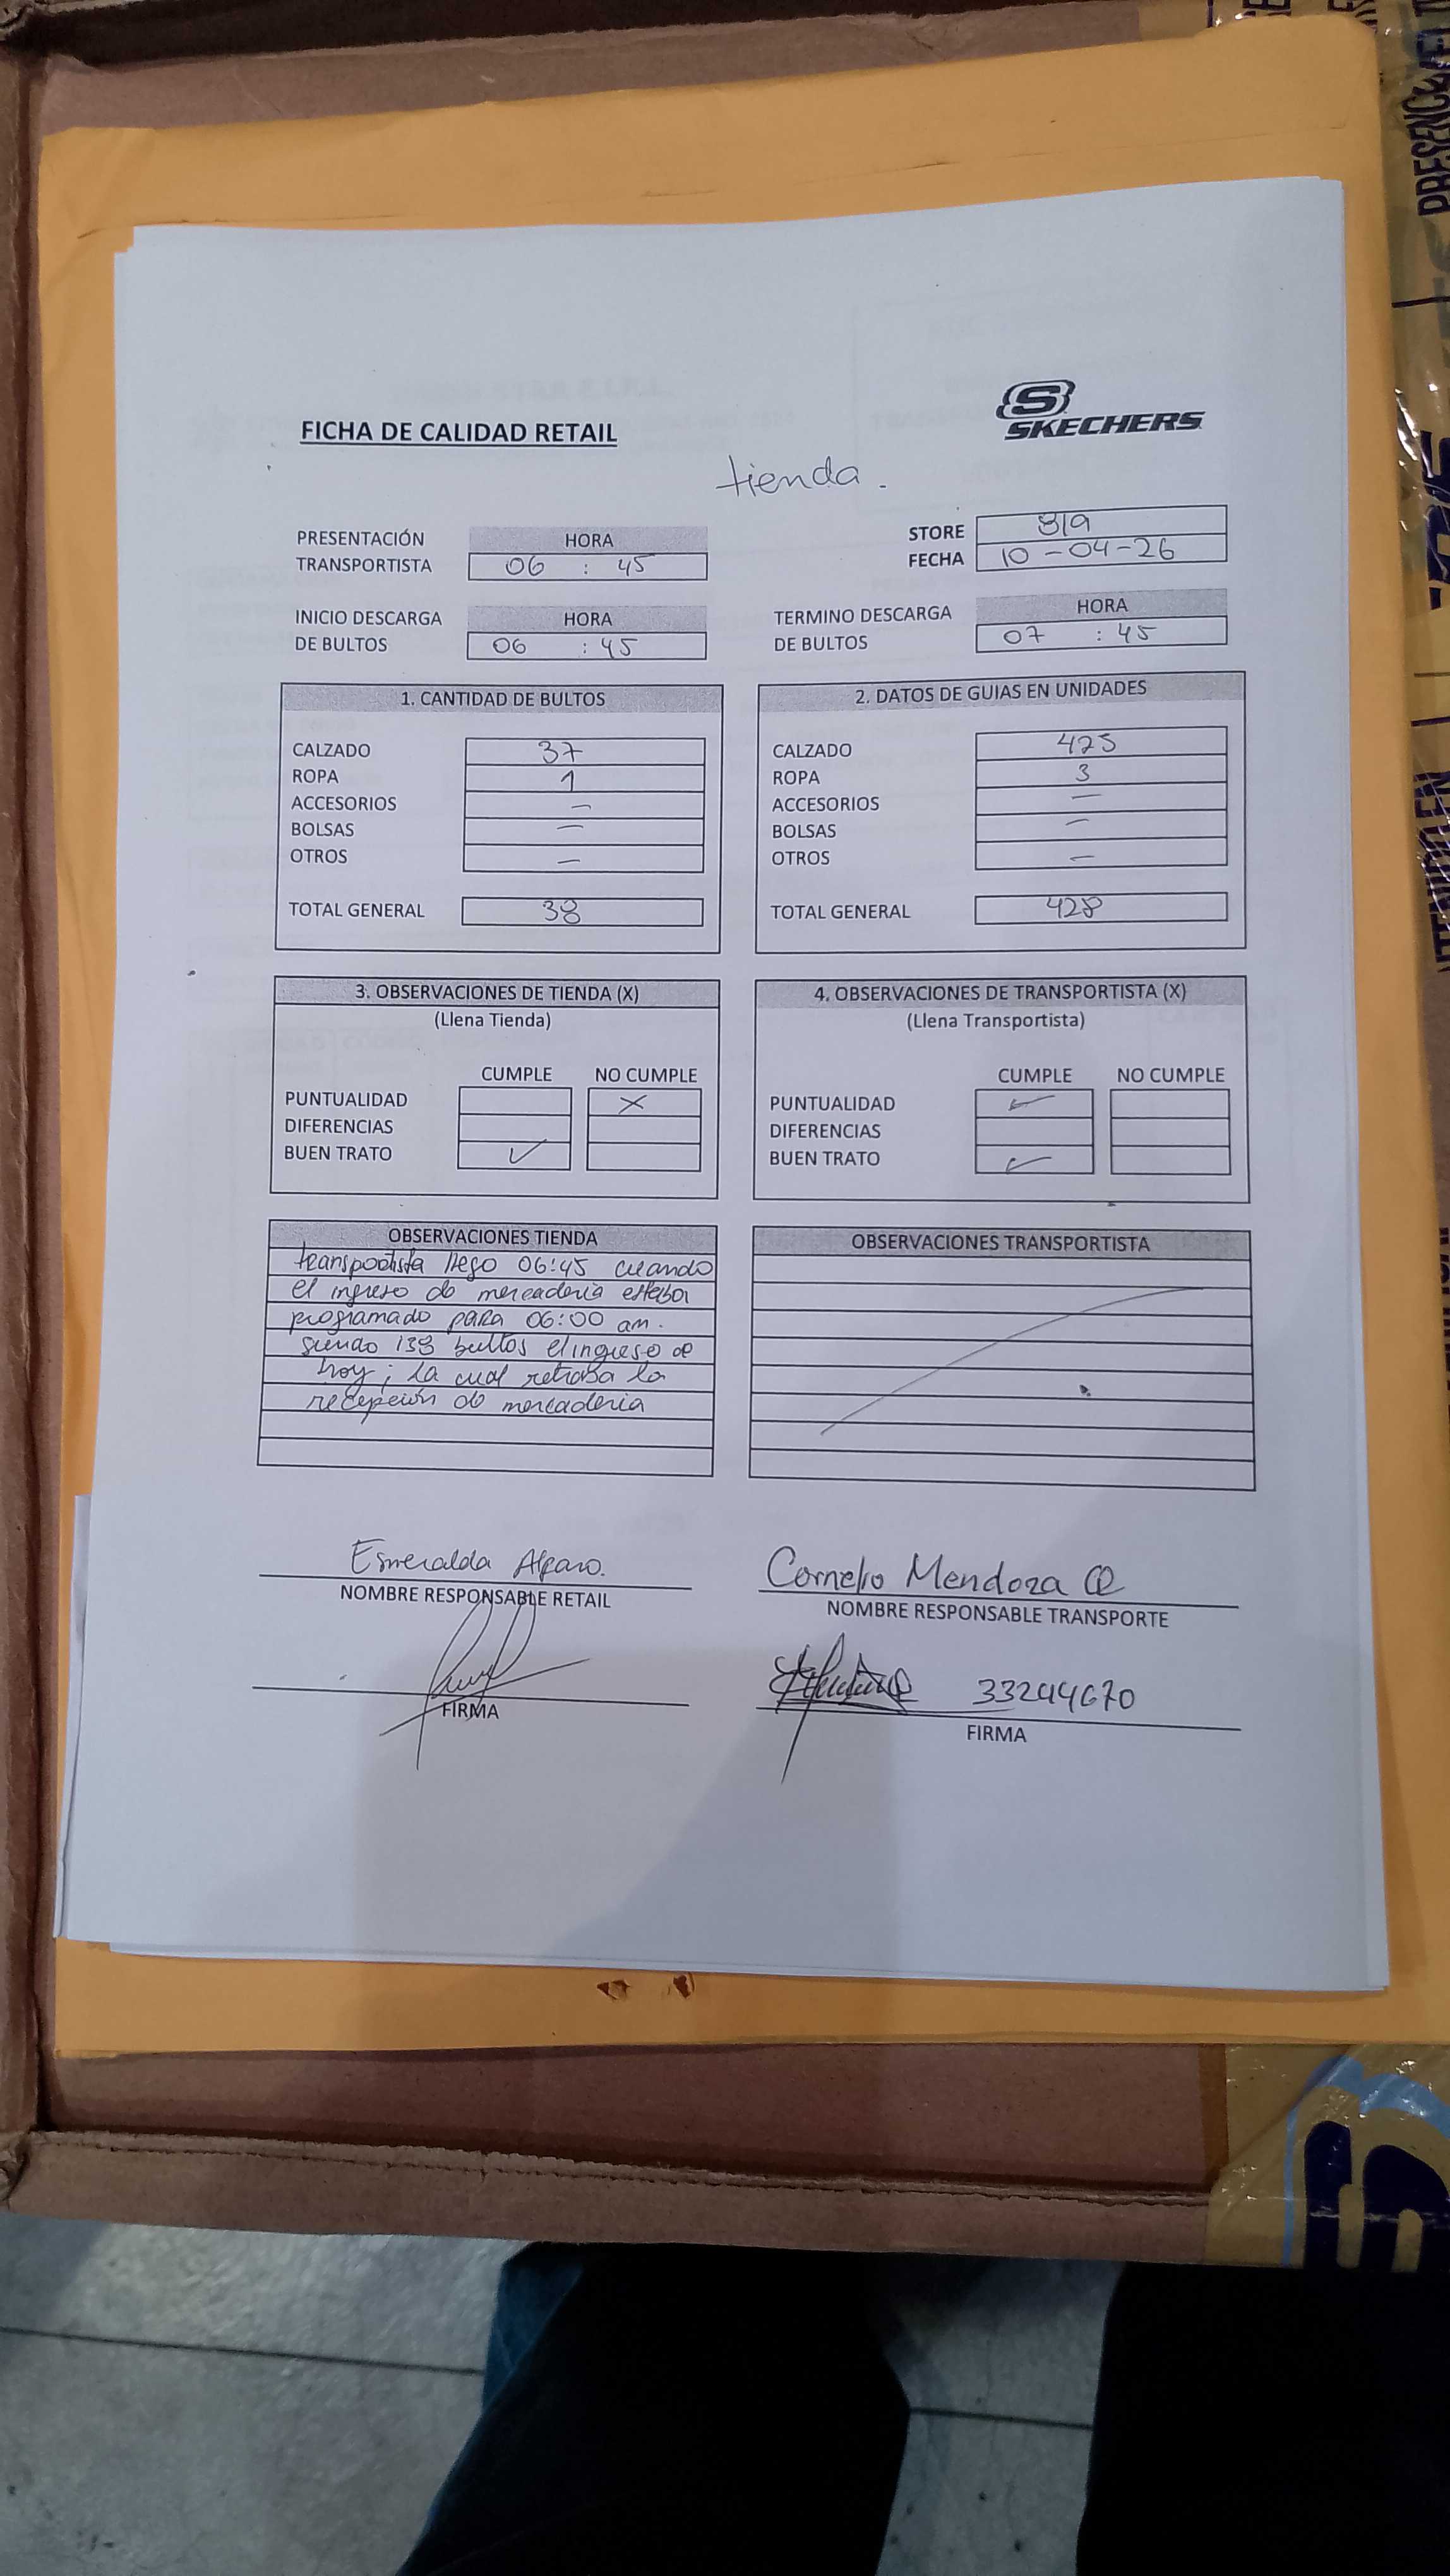 FICHA DE CALIDAD RETAIL
SKECHERS
tienda.
PRESENTACIÓN TRANSPORTISTA
HORA
06 : 45
STORE 819
FECHA 10-04-26
INICIO DESCARGA DE BULTOS
HORA
06 : 45
TERMINO DESCARGA DE BULTOS
HORA
07 : 45
1. CANTIDAD DE BULTOS
CALZADO 37
ROPA 1
ACCESORIOS —
BOLSAS —
OTROS —
TOTAL GENERAL 38
2. DATOS DE GUIAS EN UNIDADES
CALZADO 425
ROPA 3
ACCESORIOS —
BOLSAS —
OTROS —
TOTAL GENERAL 428
3. OBSERVACIONES DE TIENDA (X)
(Llena Tienda)
CUMPLE NO CUMPLE
PUNTUALIDAD X
DIFERENCIAS
BUEN TRATO ✓
4. OBSERVACIONES DE TRANSPORTISTA (X)
(Llena Transportista)
CUMPLE NO CUMPLE
PUNTUALIDAD ✓
DIFERENCIAS
BUEN TRATO ✓
OBSERVACIONES TIENDA
transportista llego 06:45 cuando
el ingreso de mercaderia estaba
programado para 06:00 am.
siendo 138 bultos el ingreso de
hoy; la cual retrasa la
recepción de mercaderia
OBSERVACIONES TRANSPORTISTA
Esmeralda Alfaro.
NOMBRE RESPONSABLE RETAIL
FIRMA
Cornelio Mendoza Q
NOMBRE RESPONSABLE TRANSPORTE
33244670
FIRMA